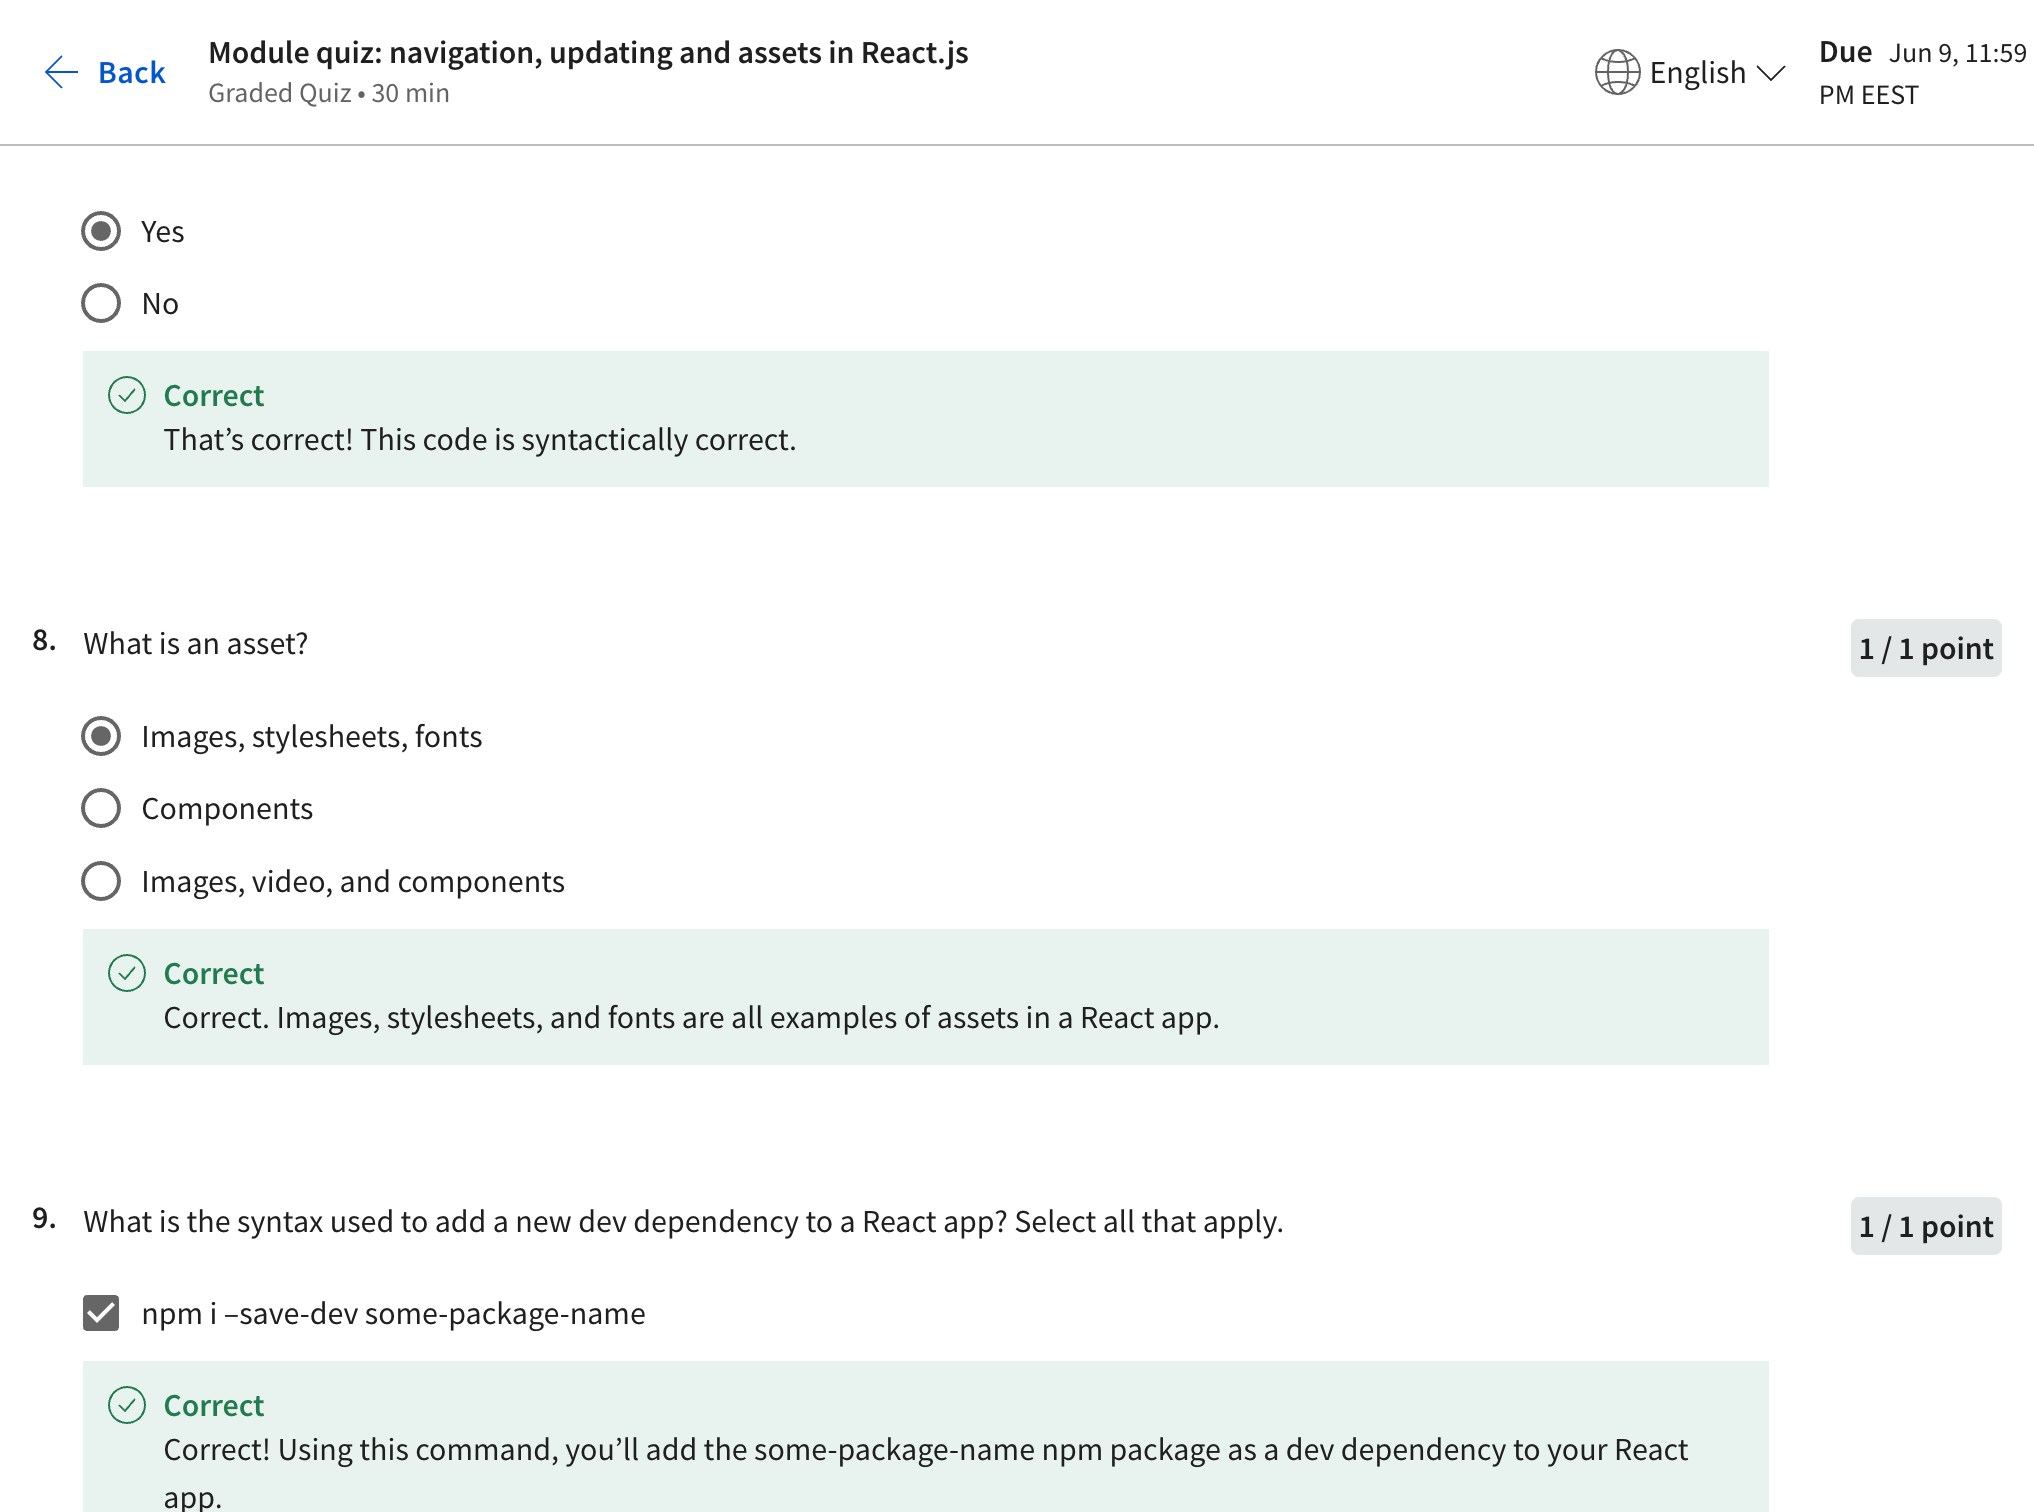 Back
Module quiz: navigation, updating and assets in React.js
Graded Quiz • 30 min
English
Due Jun 9, 11:59
PM EEST
Yes
No
Correct
That’s correct! This code is syntactically correct.
8. What is an asset?
1 / 1 point
Images, stylesheets, fonts
Components
Images, video, and components
Correct
Correct. Images, stylesheets, and fonts are all examples of assets in a React app.
9. What is the syntax used to add a new dev dependency to a React app? Select all that apply.
1 / 1 point
npm i –save-dev some-package-name
Correct
Correct! Using this command, you’ll add the some-package-name npm package as a dev dependency to your React
app.